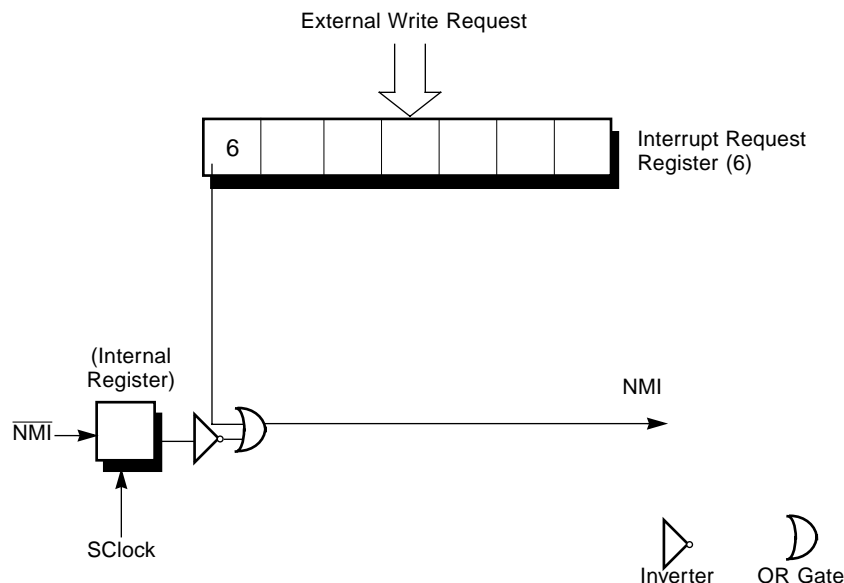 External Write Request
6
Interrupt Request
Register (6)
(Internal
Register)
NMI
NMI
SClock
Inverter
OR Gate